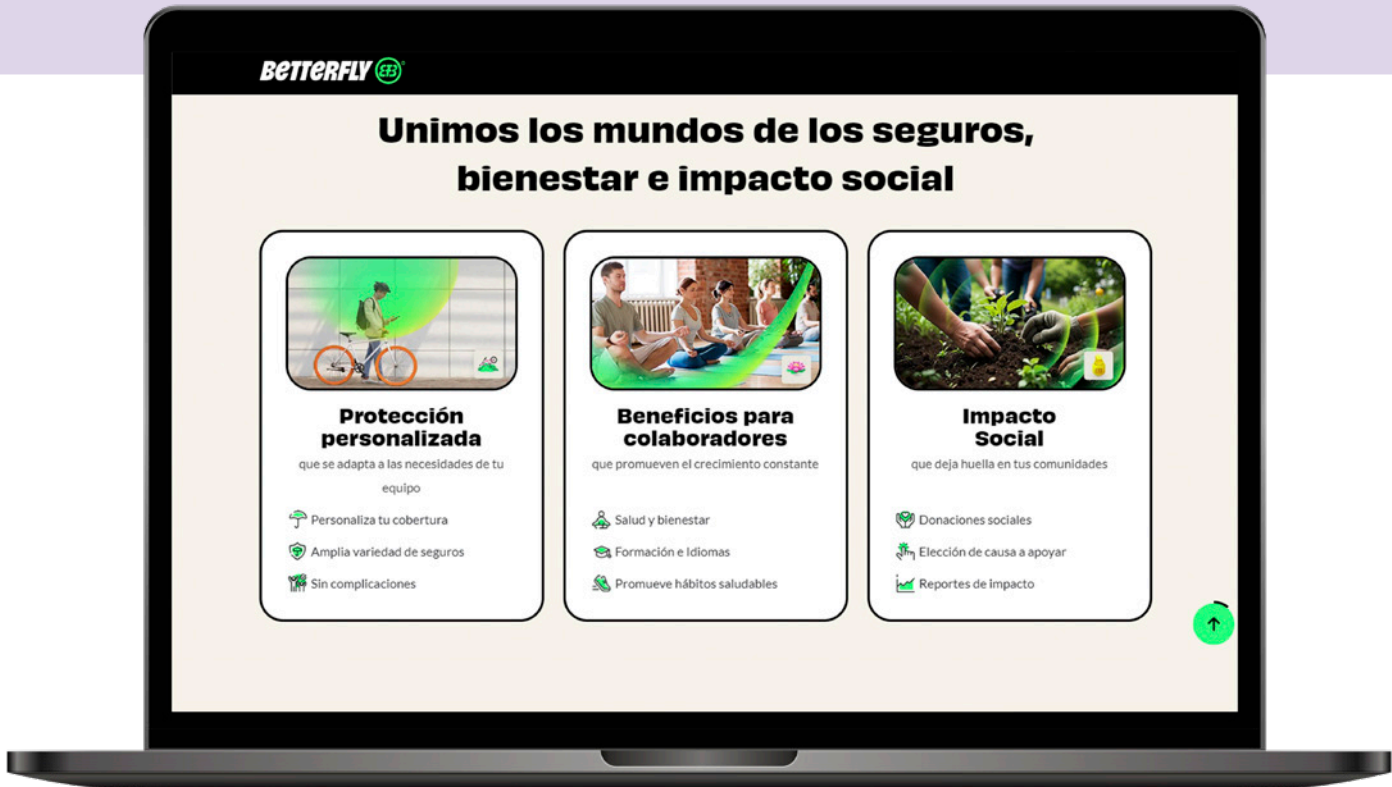 BETTERFLY
Unimos los mundos de los seguros,
bienestar e impacto social
Protección
personalizada
que se adapta a las necesidades de tu
equipo
Personaliza tu cobertura
Amplia variedad de seguros
Sin complicaciones
Beneficios para
colaboradores
que promueven el crecimiento constante
Salud y bienestar
Formación e Idiomas
Promueve hábitos saludables
Impacto
Social
que deja huella en tus comunidades
Donaciones sociales
Elección de causa a apoyar
Reportes de impacto